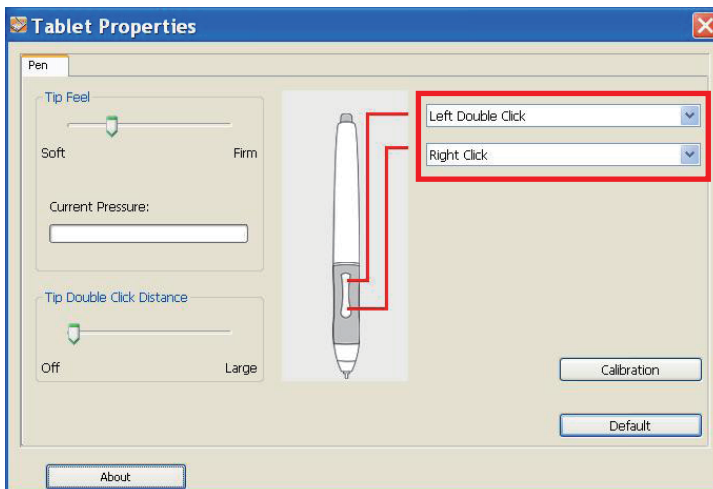 Tablet Properties
Pen
Tip Feel
Soft Firm
Current Pressure:
Tip Double Click Distance
Off Large
Left Double Click
Right Click
Calibration
Default
About